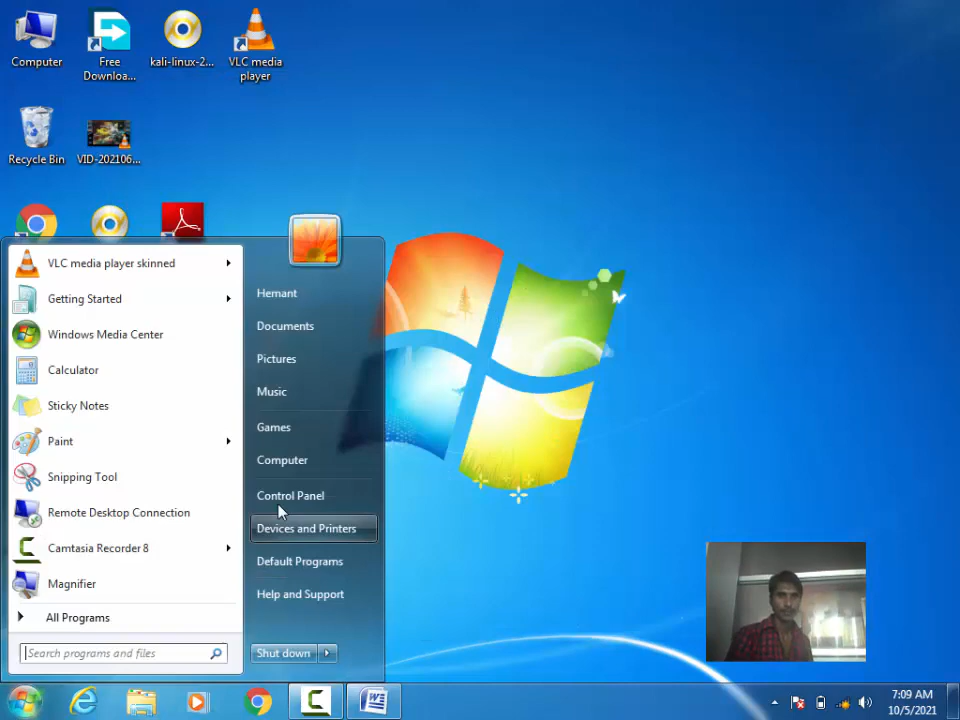 Computer
Free
Downloa...
kali-linux-2...
VLC media
player
Recycle Bin
VID-202106...
VLC media player skinned
Getting Started
Windows Media Center
Calculator
Sticky Notes
Paint
Snipping Tool
Remote Desktop Connection
Camtasia Recorder 8
Magnifier
All Programs
Search programs and files
Hemant
Documents
Pictures
Music
Games
Computer
Control Panel
Devices and Printers
Default Programs
Help and Support
Shut down
7:09 AM
10/5/2021